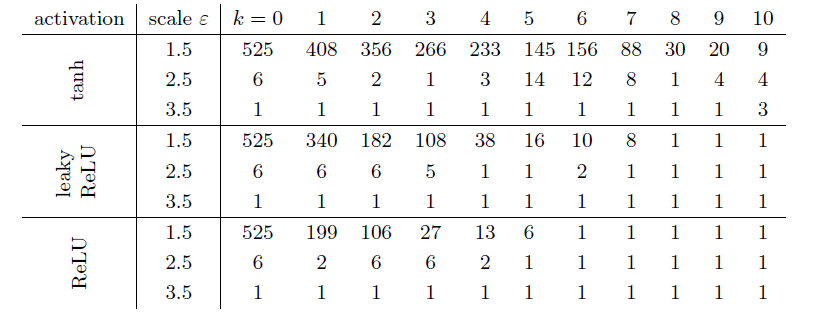 activation scale ε k = 0 1 2 3 4 5 6 7 8 9 10
tanh
1.5 525 408 356 266 233 145 156 88 30 20 9
2.5 6 5 2 1 3 14 12 8 1 4 4
3.5 1 1 1 1 1 1 1 1 1 1 3
leaky
ReLU
1.5 525 340 182 108 38 16 10 8 1 1 1
2.5 6 6 6 5 1 1 2 1 1 1 1
3.5 1 1 1 1 1 1 1 1 1 1 1
ReLU
1.5 525 199 106 27 13 6 1 1 1 1 1
2.5 6 2 6 6 2 1 1 1 1 1 1
3.5 1 1 1 1 1 1 1 1 1 1 1